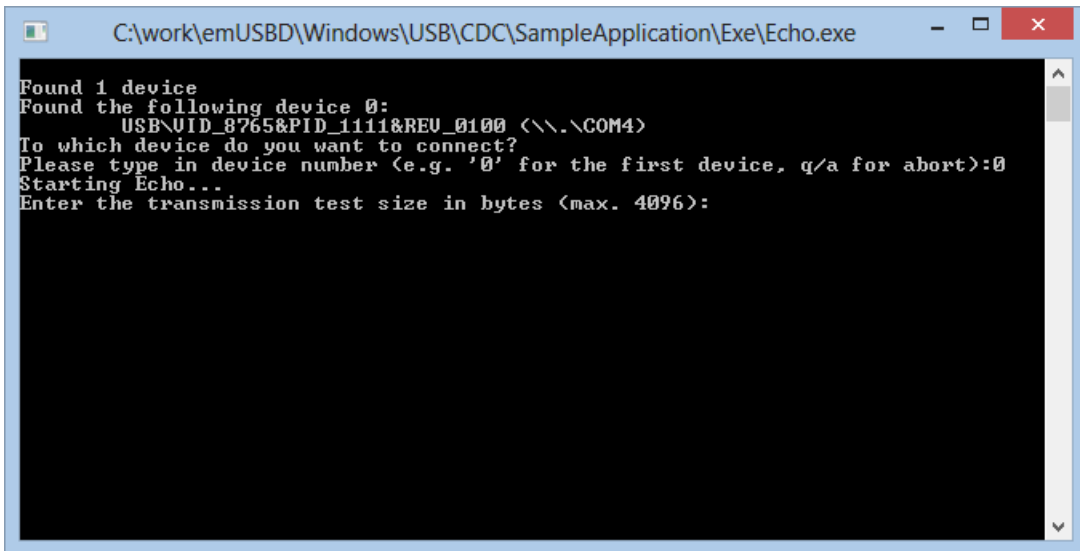 C:\work\emUSBD\Windows\USB\CDC\SampleApplication\Exe\Echo.exe
Found 1 device
Found the following device 0:
USB\VID_8765&PID_1111&REV_0100 (\\.\COM4)
To which device do you want to connect?
Please type in device number (e.g. '0' for the first device, q/a for abort):0
Starting Echo...
Enter the transmission test size in bytes (max. 4096):